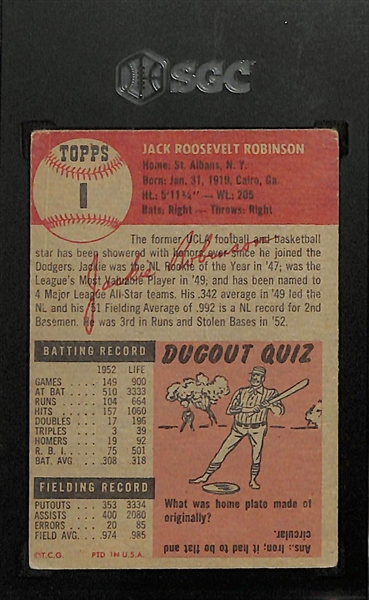 SGC
TOPPS
1
JACK ROOSEVELT ROBINSON
Home: St. Albans, N. Y.
Born: Jan. 31, 1919, Cairo, Ga.
Ht.: 5'11¾" — Wt.: 205
Bats: Right — Throws: Right
The former UCLA football and basketball
star has been showered with honors ever since he joined the
Dodgers. Jackie was the NL Rookie of the Year in '47; was the
League's Most Valuable Player in '49; and has been named to
4 Major League All-Star teams. His .342 average in '49 led the
NL and his '51 Fielding Average of .992 is a NL record for 2nd
Basemen. He was 3rd in Runs and Stolen Bases in '52.
Jackie Robinson
BATTING RECORD
1952 LIFE
GAMES 149 900
AT BAT 510 3333
RUNS 104 664
HITS 157 1060
DOUBLES 17 196
TRIPLES 3 39
HOMERS 19 92
R. B. I. 75 501
BAT. AVG .308 .318
FIELDING RECORD
PUTOUTS 353 3334
ASSISTS 400 2080
ERRORS 20 85
FIELD AVG. .974 .985
©T.C.G. PTD IN U.S.A.
DUGOUT QUIZ
What was home plate made of
originally?
Ans.: Iron; it had to be flat and
circular.